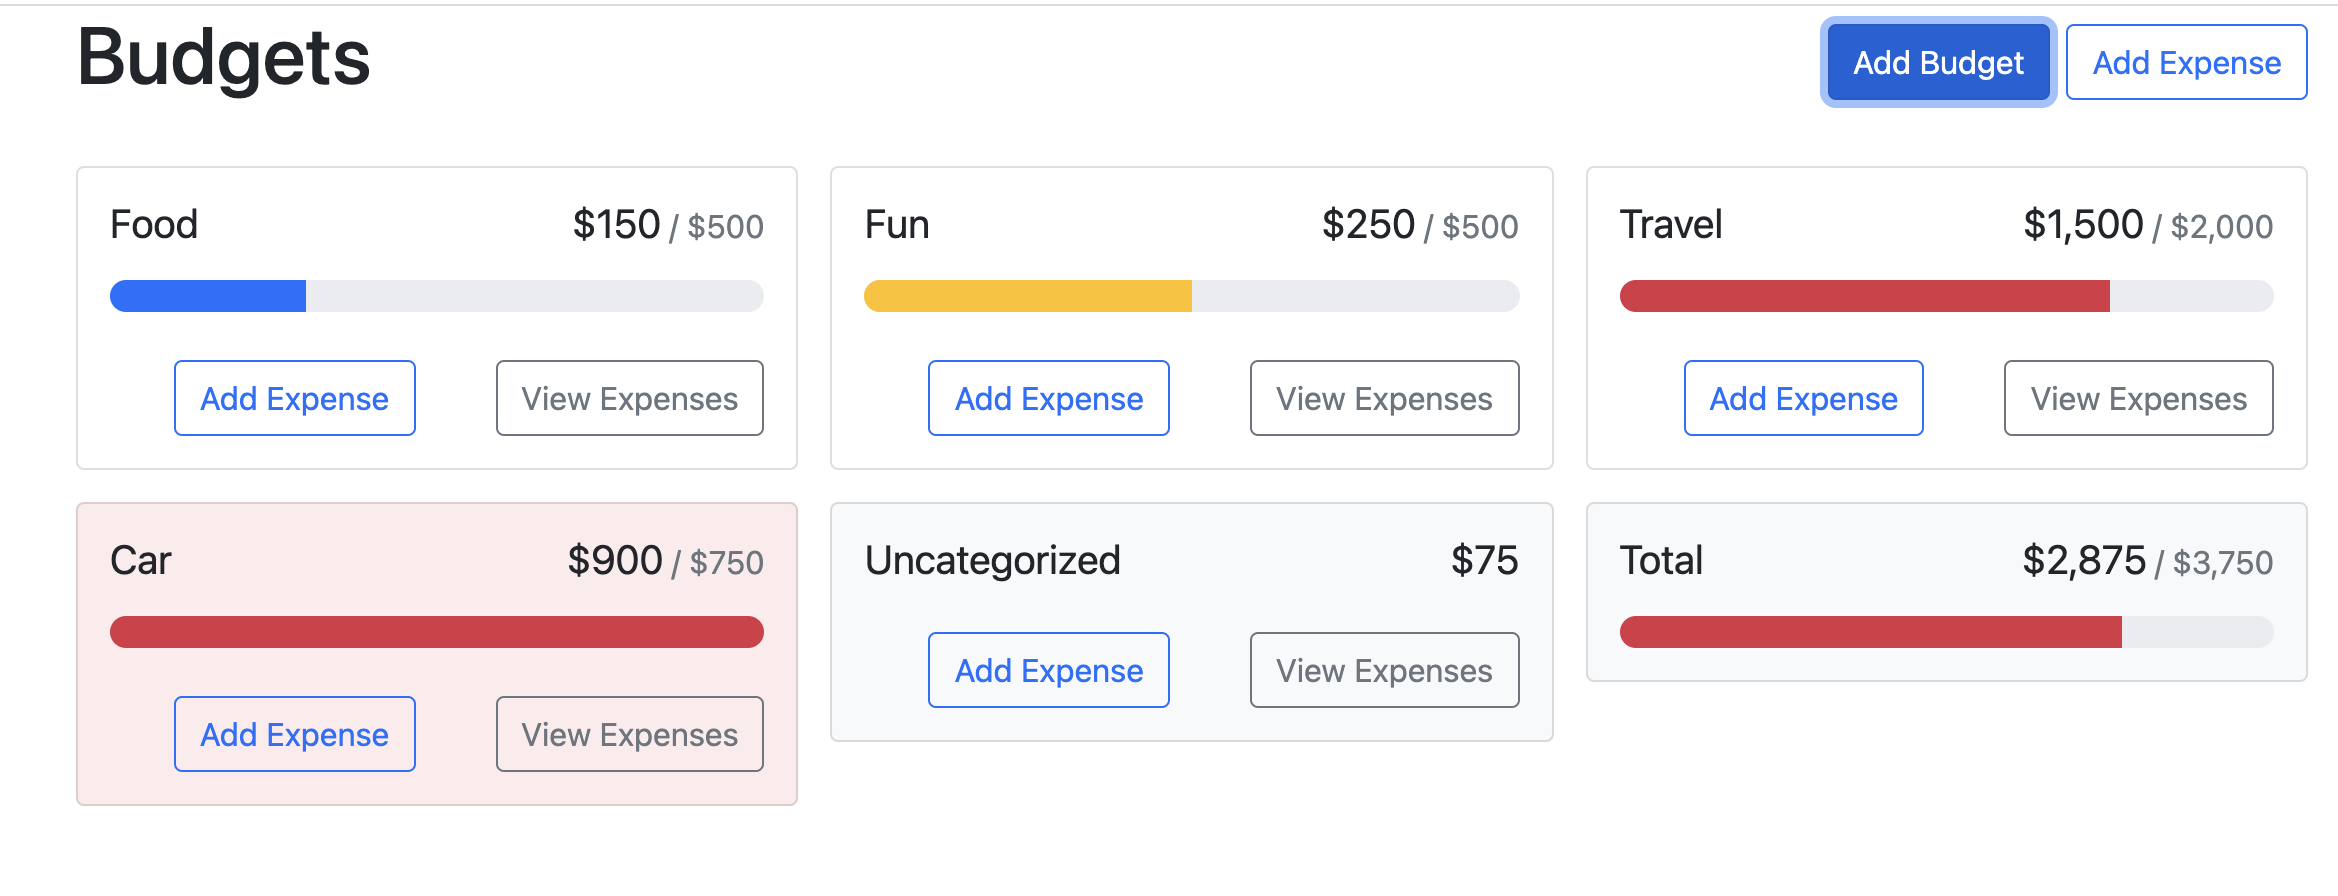 Budgets
Add Budget
Add Expense
Food $150 / $500
Add Expense
View Expenses
Fun $250 / $500
Add Expense
View Expenses
Travel $1,500 / $2,000
Add Expense
View Expenses
Car $900 / $750
Add Expense
View Expenses
Uncategorized $75
Add Expense
View Expenses
Total $2,875 / $3,750